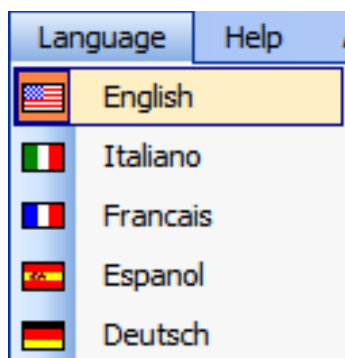 Language Help
English
Italiano
Francais
Espanol
Deutsch